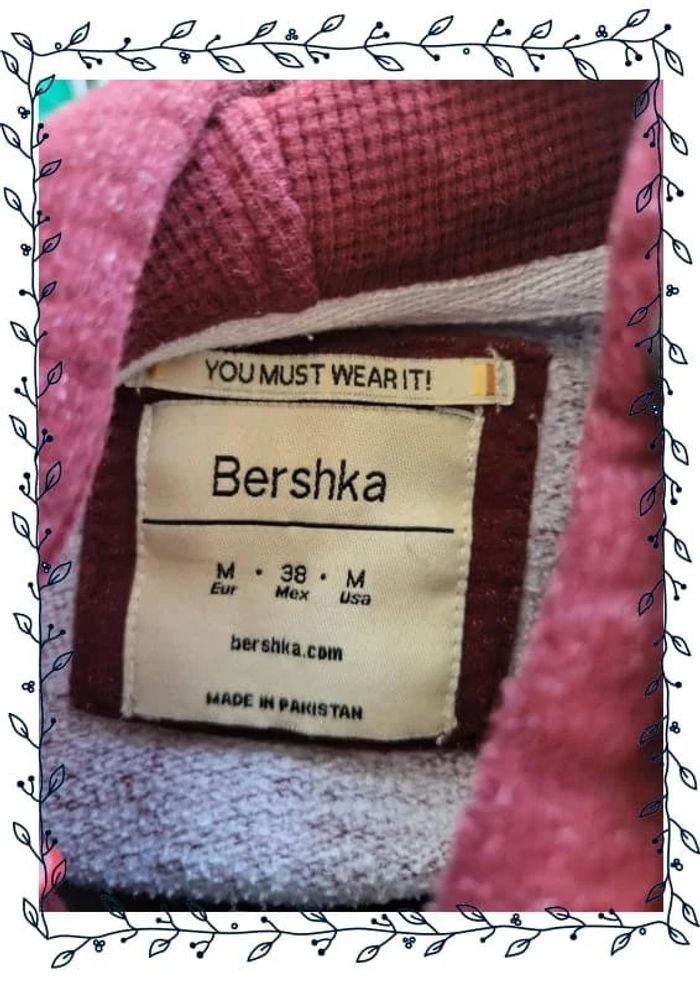 YOU MUST WEAR IT!
Bershka
M · 38 · M
Eur Mex Usa
bershka.com
MADE IN PAKISTAN